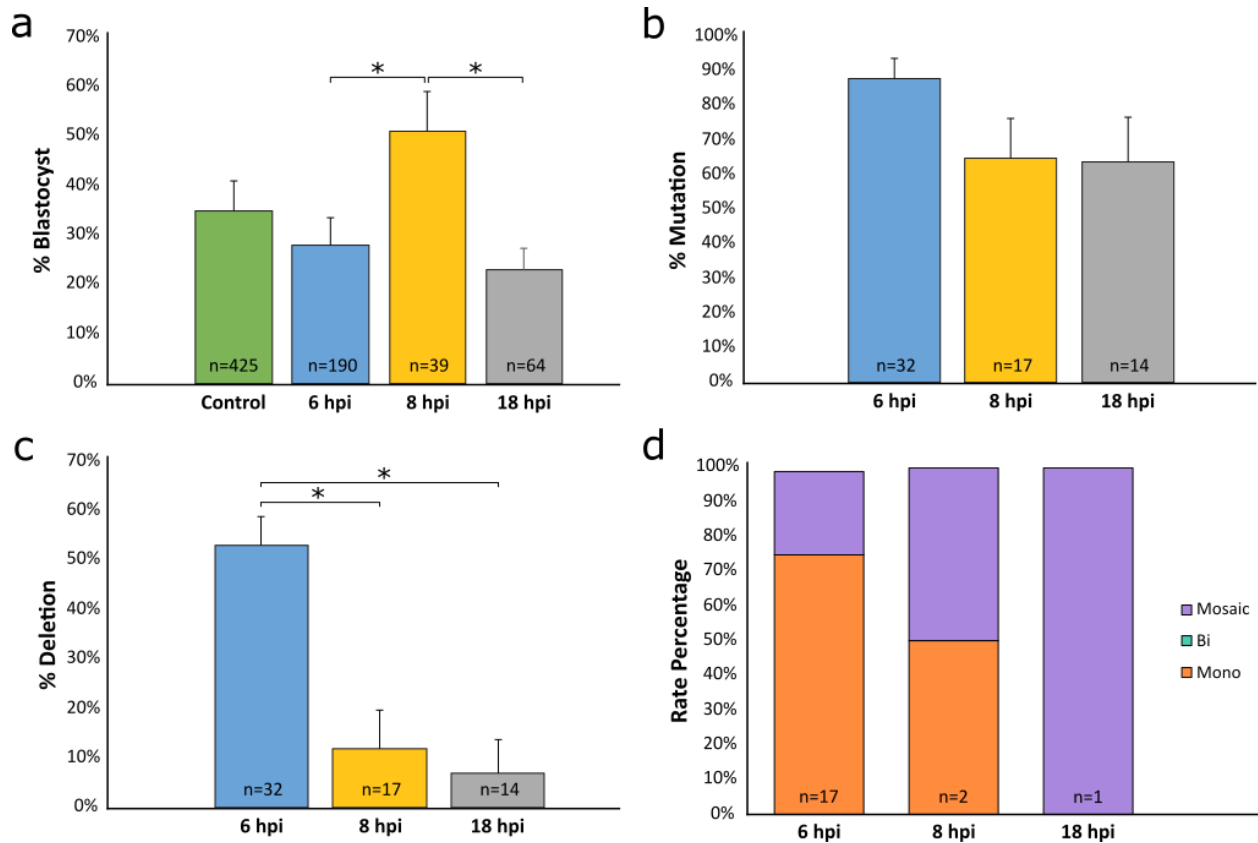 a
70%
60%
50%
40%
30%
20%
10%
0%
% Blastocyst
*
*
n=425
n=190
n=39
n=64
Control
6 hpi
8 hpi
18 hpi
b
100%
90%
80%
70%
60%
50%
40%
30%
20%
10%
0%
% Mutation
n=32
n=17
n=14
6 hpi
8 hpi
18 hpi
c
70%
60%
50%
40%
30%
20%
10%
0%
% Deletion
*
*
n=32
n=17
n=14
6 hpi
8 hpi
18 hpi
d
100%
90%
80%
70%
60%
50%
40%
30%
20%
10%
0%
Rate Percentage
n=17
n=2
n=1
6 hpi
8 hpi
18 hpi
Mosaic
Bi
Mono